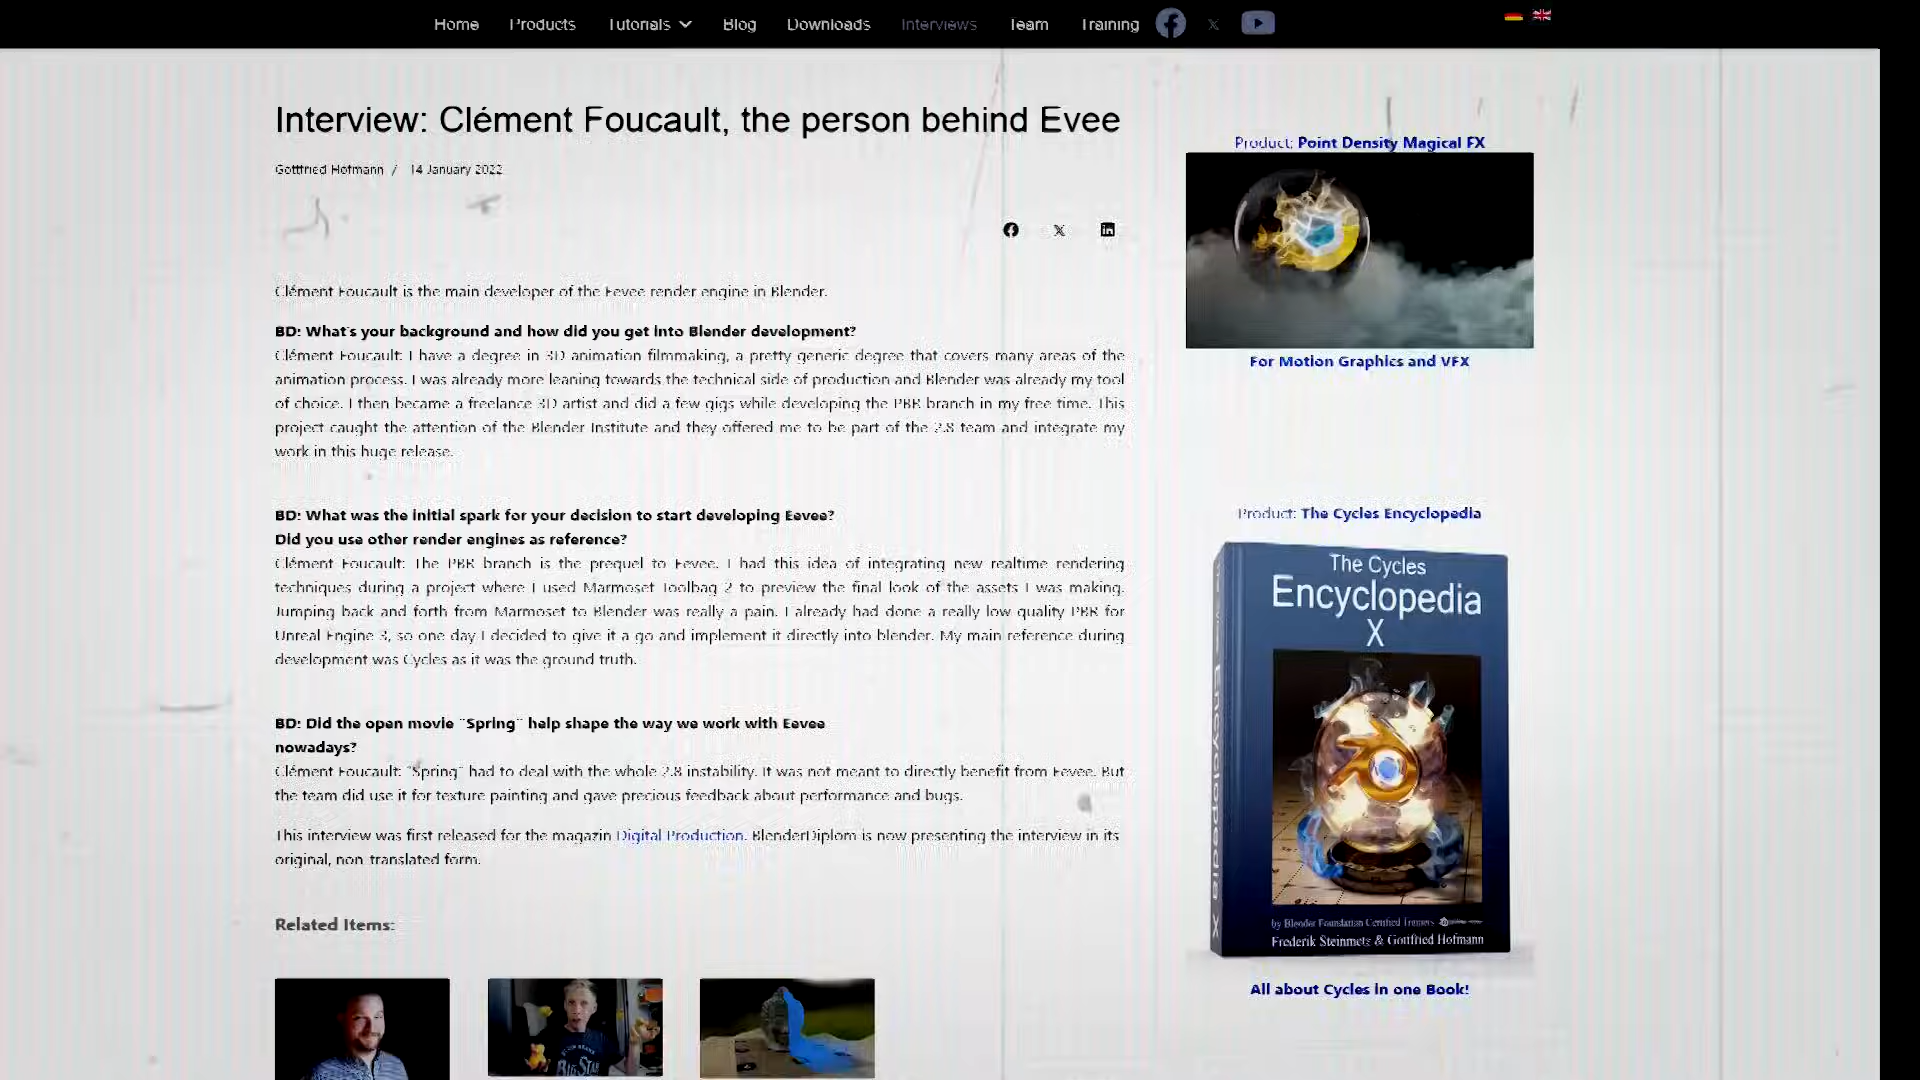 Home Products Tutorials Blog Downloads Interviews Team Training
Interview: Clément Foucault, the person behind Evee
Gottfried Hofmann / 14 January 2022
Clément Foucault is the main developer of the Eevee render engine in Blender.
BD: What's your background and how did you get into Blender development?
Clément Foucault: I have a degree in 3D animation filmmaking, a pretty generic degree that covers many areas of the
animation process. I was already more leaning towards the technical side of production and Blender was already my tool
of choice. I then became a freelance 3D artist and did a few gigs while developing the PBR branch in my free time. This
project caught the attention of the Blender Institute and they offered me to be part of the 2.8 team and integrate my
work in this huge release.
BD: What was the initial spark for your decision to start developing Eevee?
Did you use other render engines as reference?
Clément Foucault: The PBR branch is the prequel to Eevee. I had this idea of integrating new realtime rendering
techniques during a project where I used Marmoset Toolbag 2 to preview the final look of the assets I was making.
Jumping back and forth from Marmoset to Blender was really a pain. I already had done a really low quality PBR for
Unreal Engine 3, so one day I decided to give it a go and implement it directly into blender. My main reference during
development was Cycles as it was the ground truth.
BD: Did the open movie "Spring" help shape the way we work with Eevee
nowadays?
Clément Foucault: "Spring" had to deal with the whole 2.8 instability. It was not meant to directly benefit from Eevee. But
the team did use it for texture painting and gave precious feedback about performance and bugs.
This interview was first released for the magazin Digital Production. BlenderDiplom is now presenting the interview in its
original, non-translated form.
Related Items:
BIG STAR
Product: Point Density Magical FX
For Motion Graphics and VFX
Product: The Cycles Encyclopedia
The Cycles
Encyclopedia
X
The Cycles Encyclopedia X
by Blender Foundation Certified Trainers
Frederik Steinmetz & Gottfried Hofmann
All about Cycles in one Book!